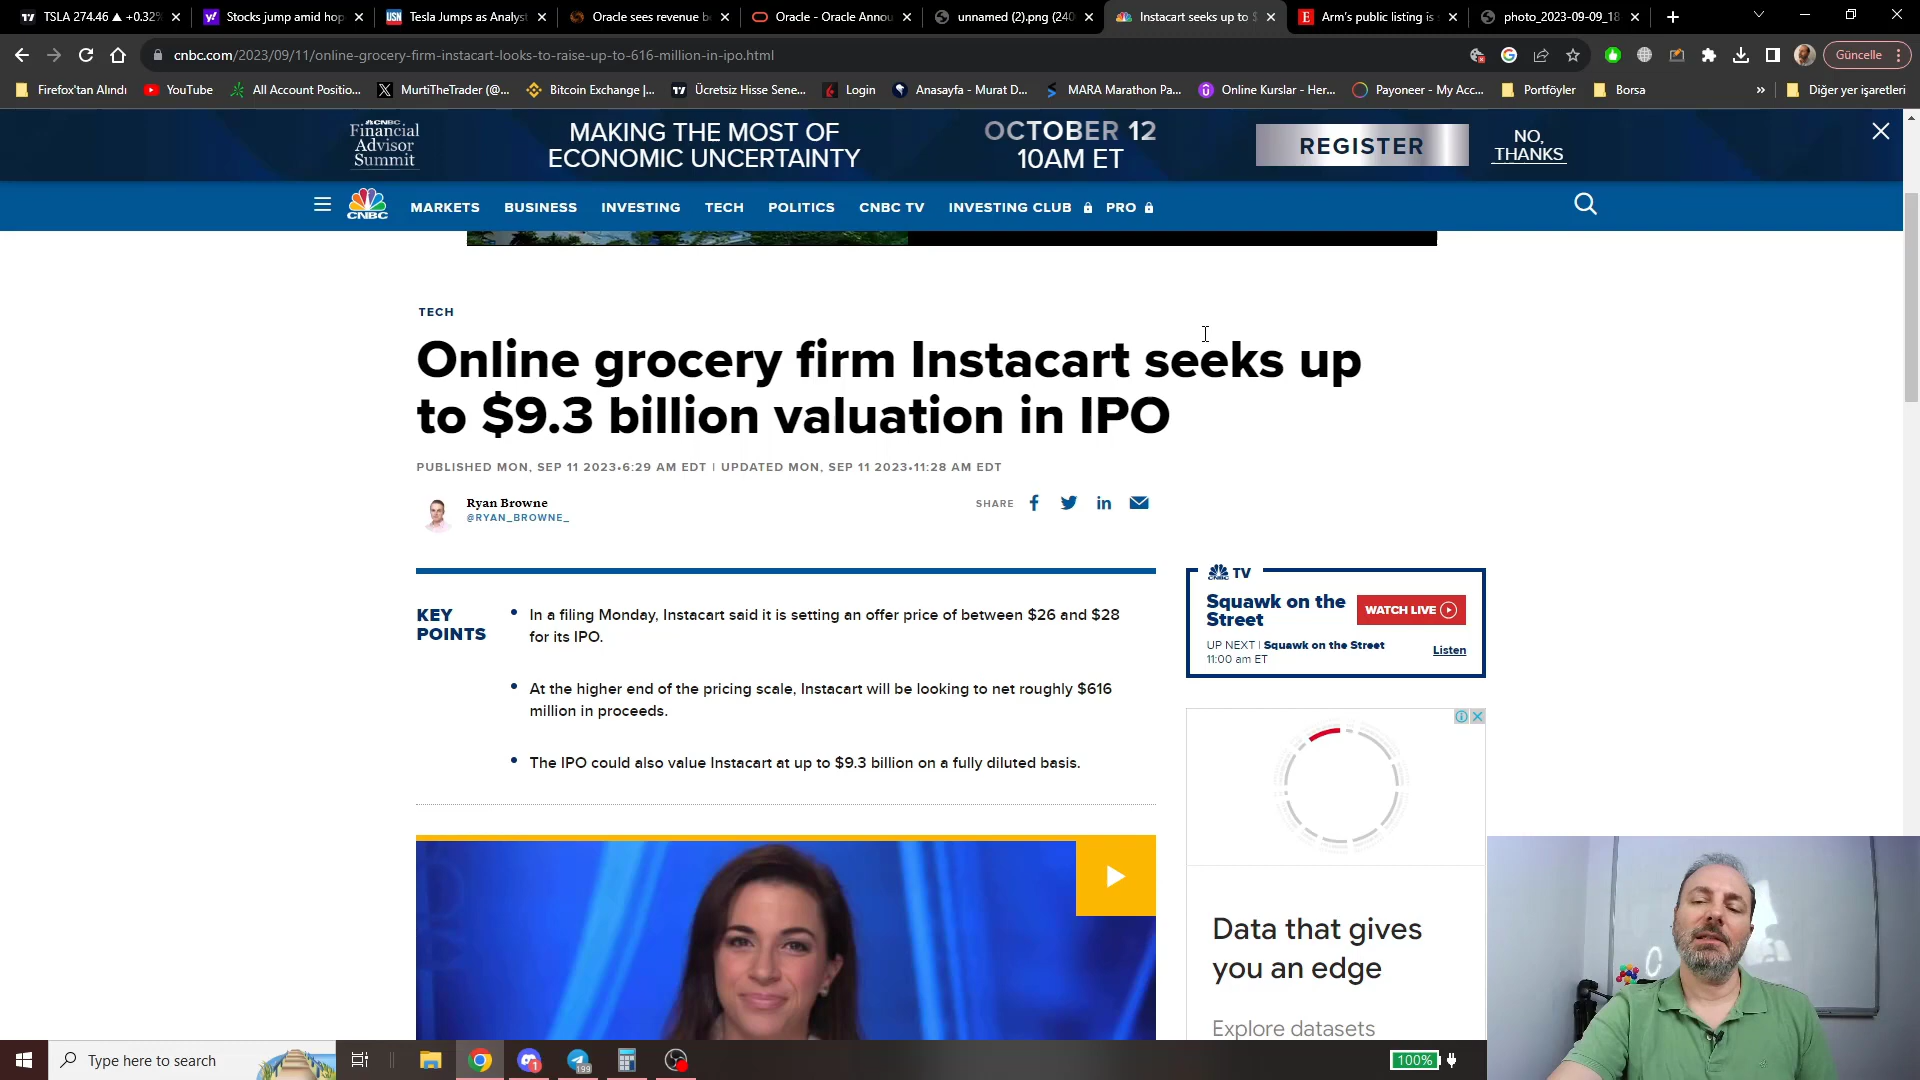 TSLA 274.46 ▲ +0.32%
Stocks jump amid hop
Tesla Jumps as Analyst
Oracle sees revenue b
Oracle - Oracle Annou
unnamed (2).png (240
Instacart seeks up to $
Arm's public listing is
photo_2023-09-09_18
cnbc.com/2023/09/11/online-grocery-firm-instacart-looks-to-raise-up-to-616-million-in-ipo.html
Güncelle
Firefox'tan Alındı
YouTube
All Account Positio...
MurtiTheTrader (@...
Bitcoin Exchange |...
Ücretsiz Hisse Sene...
Login
Anasayfa - Murat D...
MARA Marathon Pa...
Online Kurslar - Her...
Payoneer - My Acc...
Portföyler
Borsa
»
Diğer yer işaretleri
CNBC
Financial
Advisor
Summit
MAKING THE MOST OF
ECONOMIC UNCERTAINTY
OCTOBER 12
10AM ET
REGISTER
NO,
THANKS
CNBC
MARKETS
BUSINESS
INVESTING
TECH
POLITICS
CNBC TV
INVESTING CLUB
PRO
TECH
Online grocery firm Instacart seeks up
to $9.3 billion valuation in IPO
PUBLISHED MON, SEP 11 2023•6:29 AM EDT | UPDATED MON, SEP 11 2023•11:28 AM EDT
Ryan Browne
@RYAN_BROWNE_
SHARE
KEY
POINTS
In a filing Monday, Instacart said it is setting an offer price of between $26 and $28
for its IPO.
At the higher end of the pricing scale, Instacart will be looking to net roughly $616
million in proceeds.
The IPO could also value Instacart at up to $9.3 billion on a fully diluted basis.
CNBC TV
Squawk on the
Street
WATCH LIVE
UP NEXT | Squawk on the Street
11:00 am ET
Listen
Data that gives
you an edge
Explore datasets
Type here to search
1
199
100%